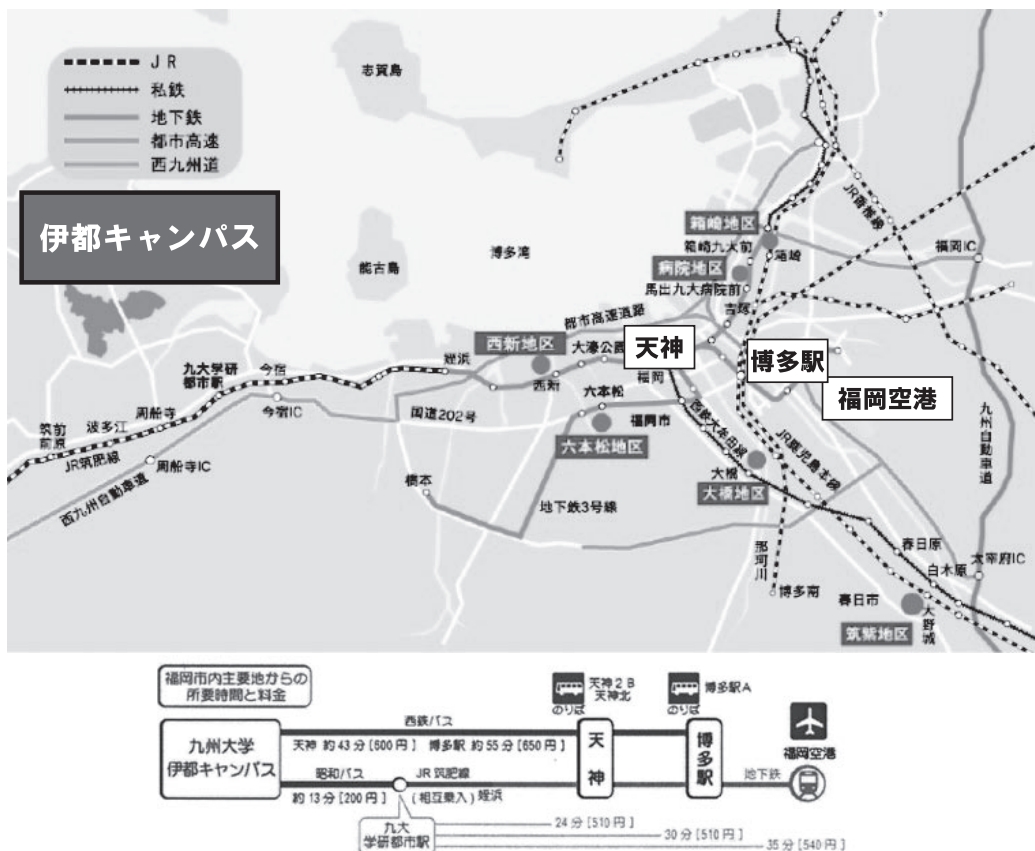 JR
私鉄
地下鉄
都市高速
西九州道
伊都キャンパス
志賀島
能古島
博多湾
箱崎地区
箱崎九大前
箱崎
病院地区
馬出九大病院前
吉塚
JR香椎線
福岡IC
都市高速道路
西新地区
大濠公園
天神
博多駅
福岡空港
福岡
姪浜
西新
六本松
福岡市
九大学研
都市駅
今宿
今宿IC
国道202号
周船寺
波多江
筑前
前原
JR筑肥線
周船寺IC
西九州自動車道
六本松地区
橋本
地下鉄3号線
西鉄大牟田線
JR鹿児島本線
大橋
大橋地区
九州自動車道
那珂川
博多南
春日原
白木原
太宰府IC
春日市
大野城
筑紫地区
福岡市内主要地からの
所要時間と料金
天神2B
天神北
のりば
博多駅A
のりば
九州大学
伊都キャンパス
西鉄バス
天神 約43分[600円] 博多駅 約55分[650円]
昭和バス
JR筑肥線
約13分[200円]
(相互乗入)姪浜
天神
博多駅
地下鉄
福岡空港
九大
学研都市駅
24分[510円]
30分[510円]
35分[540円]